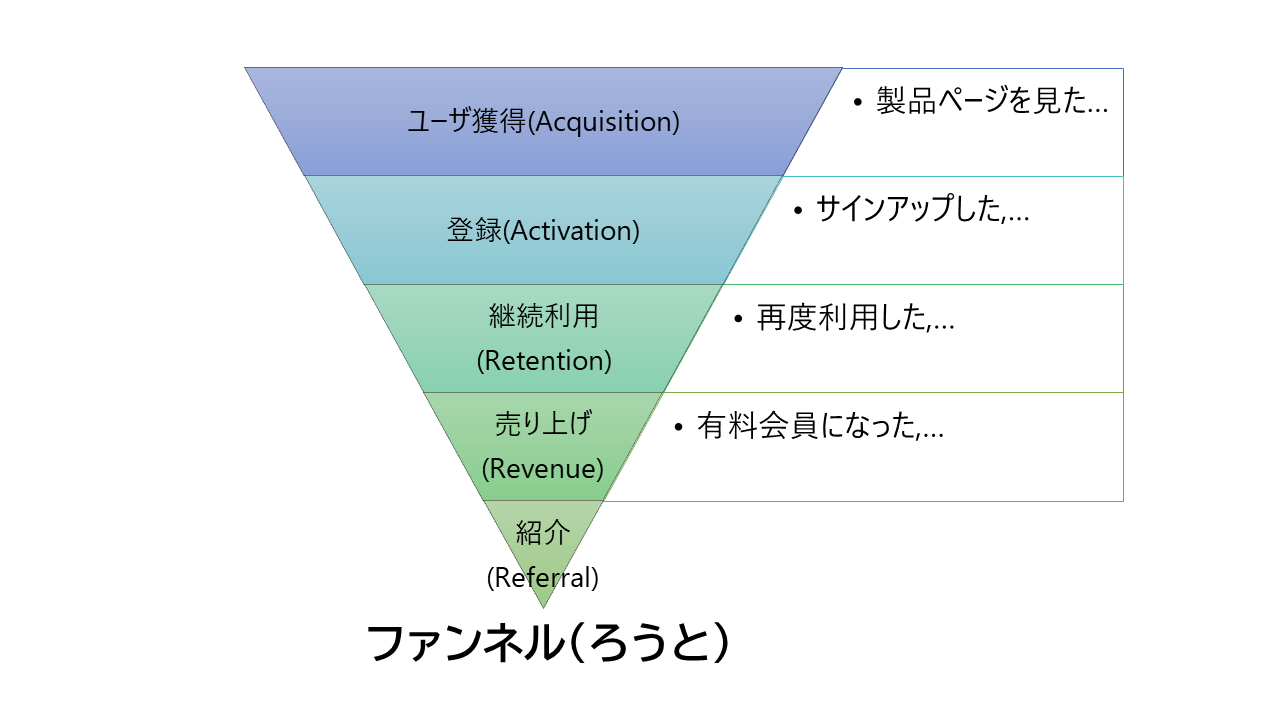 ユーザ獲得(Acquisition)
・製品ページを見た...
登録(Activation)
・サインアップした,...
継続利用
(Retention)
・再度利用した,...
売り上げ
(Revenue)
・有料会員になった,...
紹介
(Referral)
ファンネル(ろうと)